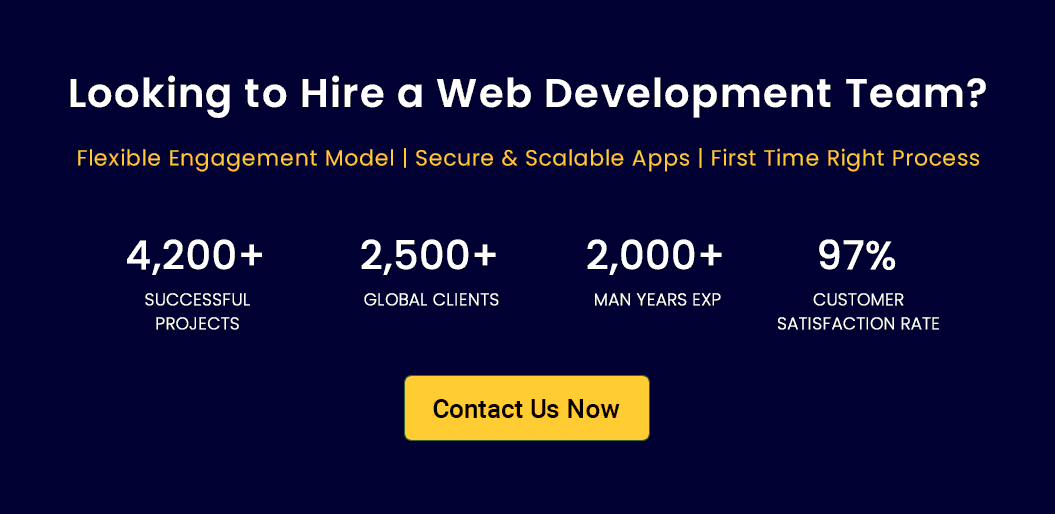 Looking to Hire a Web Development Team?
Flexible Engagement Model | Secure & Scalable Apps | First Time Right Process
4,200+
SUCCESSFUL
PROJECTS
2,500+
GLOBAL CLIENTS
2,000+
MAN YEARS EXP
97%
CUSTOMER
SATISFACTION RATE
Contact Us Now